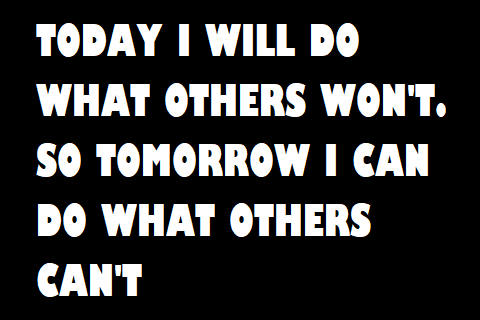 TODAY I WILL DO
WHAT OTHERS WON'T.
SO TOMORROW I CAN
DO WHAT OTHERS
CAN'T